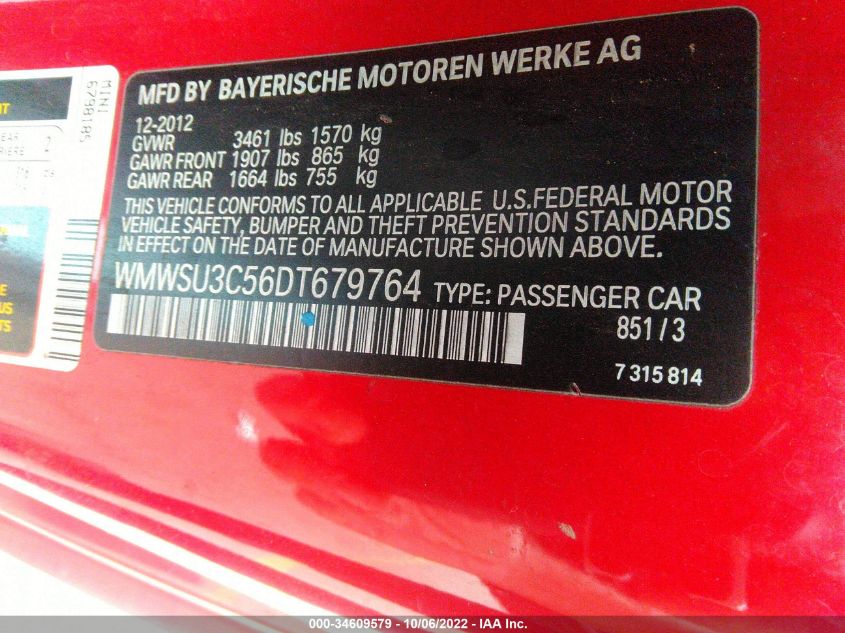 MFD BY BAYERISCHE MOTOREN WERKE AG
12-2012
GVWR 3461 lbs 1570 kg
GAWR FRONT 1907 lbs 865 kg
GAWR REAR 1664 lbs 755 kg
THIS VEHICLE CONFORMS TO ALL APPLICABLE U.S.FEDERAL MOTOR
VEHICLE SAFETY, BUMPER AND THEFT PREVENTION STANDARDS
IN EFFECT ON THE DATE OF MANUFACTURE SHOWN ABOVE.
WMWSU3C56DT679764 TYPE: PASSENGER CAR
851/3
7 315 814
MINI
6798185
2
000-34609579 - 10/06/2022 - IAA Inc.